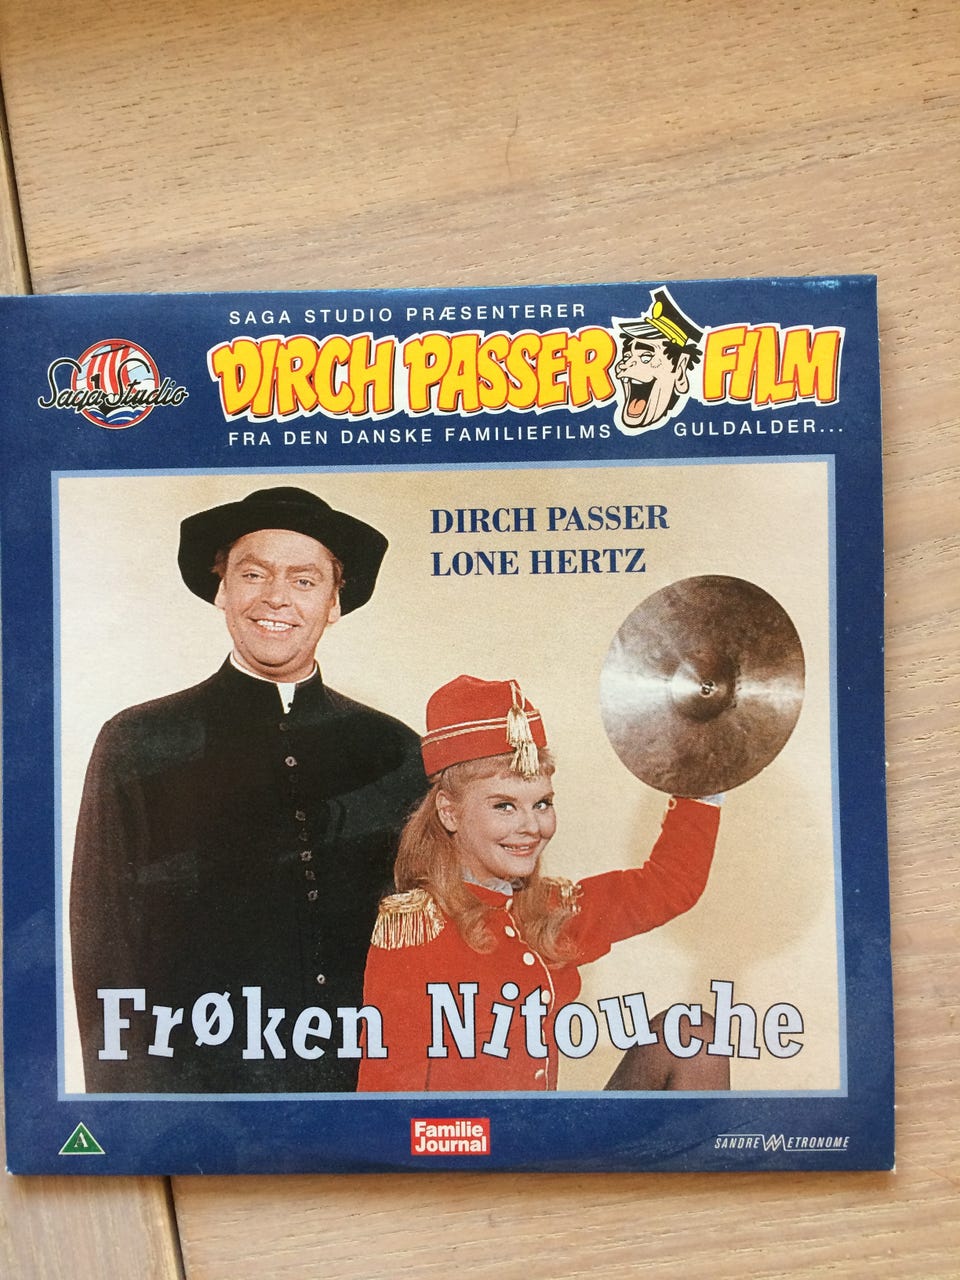 SAGA STUDIO PRÆSENTERER
Saga Studio
DIRCH PASSER FILM
FRA DEN DANSKE FAMILIEFILMS GULDALDER...
DIRCH PASSER
LONE HERTZ
Frøken Nitouche
A
Familie
Journal
SANDREW METRONOME